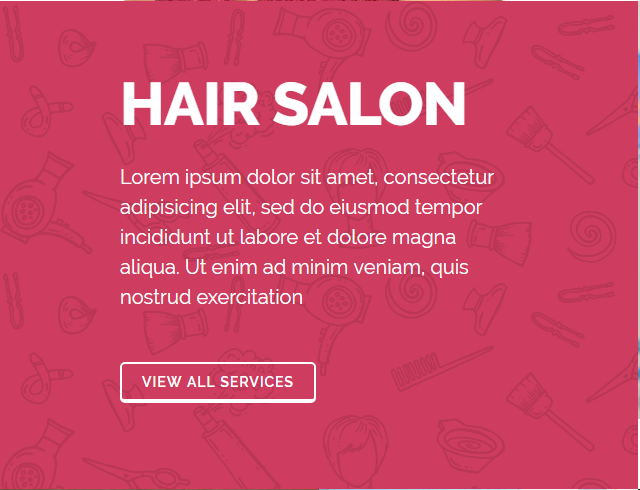 HAIR SALON
Lorem ipsum dolor sit amet, consectetur
adipisicing elit, sed do eiusmod tempor
incididunt ut labore et dolore magna
aliqua. Ut enim ad minim veniam, quis
nostrud exercitation
VIEW ALL SERVICES